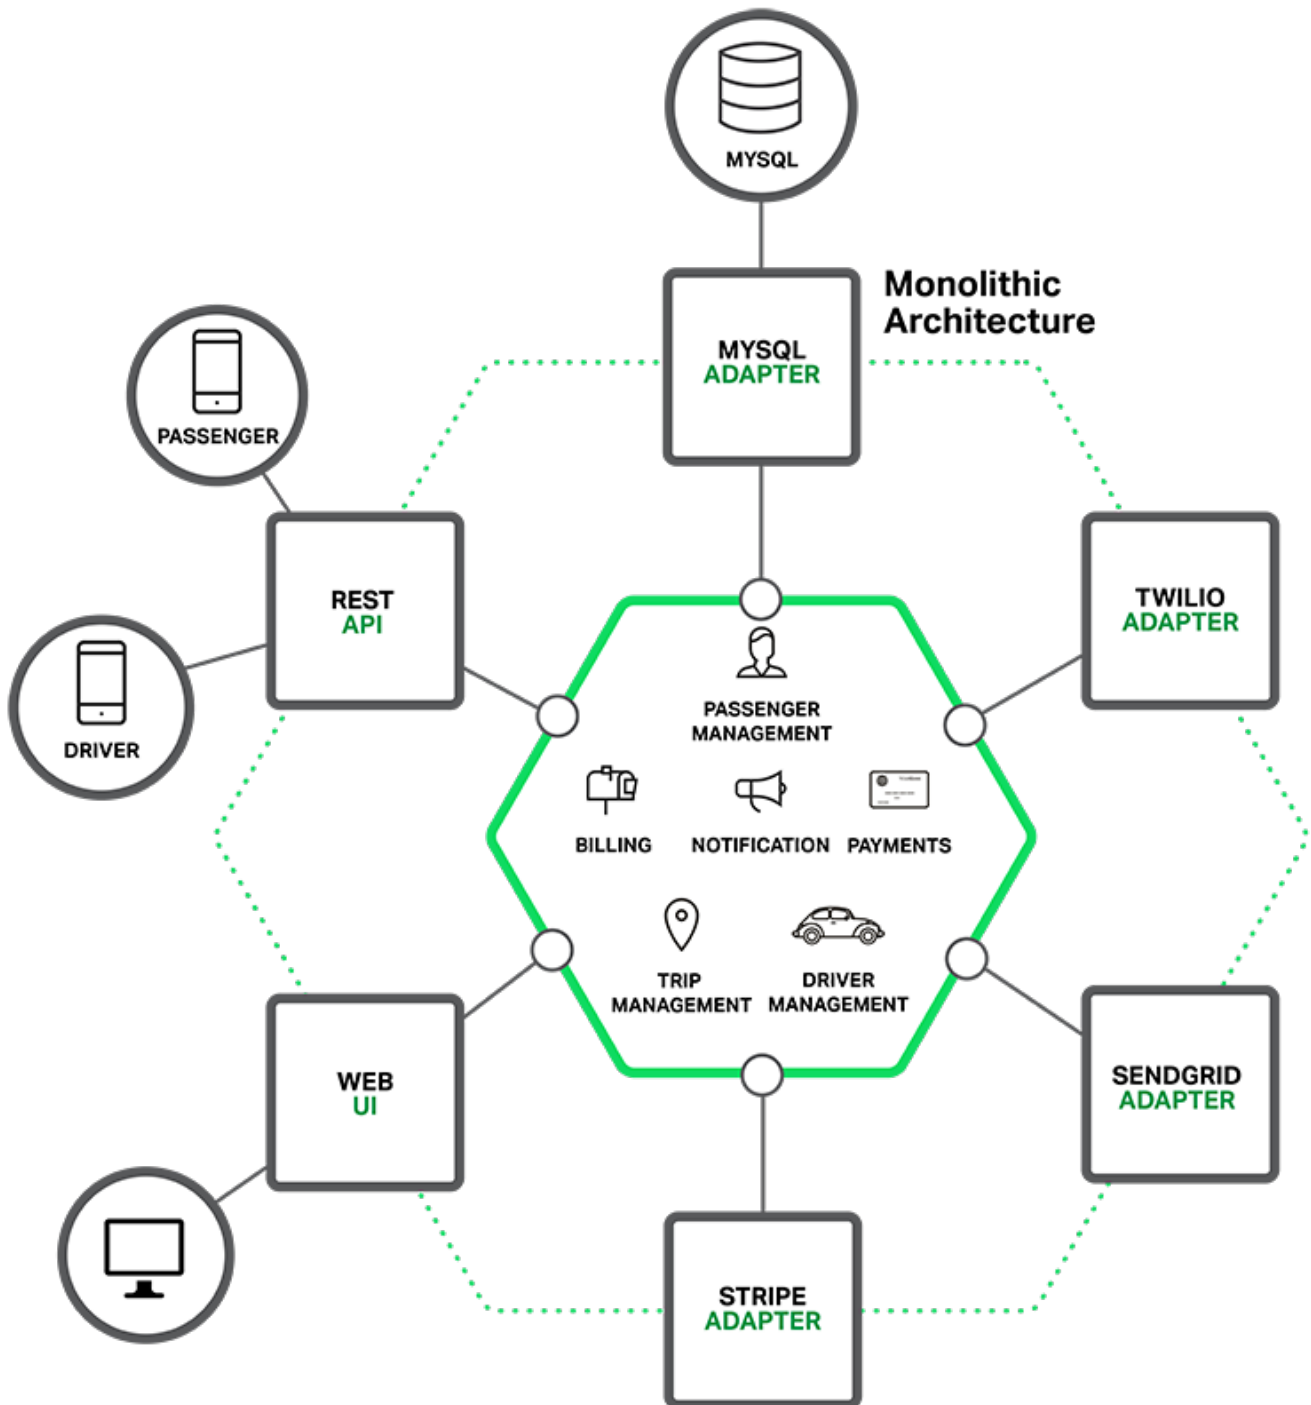 MYSQL
Monolithic
Architecture
MYSQL
ADAPTER
PASSENGER
REST
API
TWILIO
ADAPTER
DRIVER
PASSENGER
MANAGEMENT
BILLING
NOTIFICATION
PAYMENTS
TRIP
MANAGEMENT
DRIVER
MANAGEMENT
WEB
UI
SENDGRID
ADAPTER
STRIPE
ADAPTER